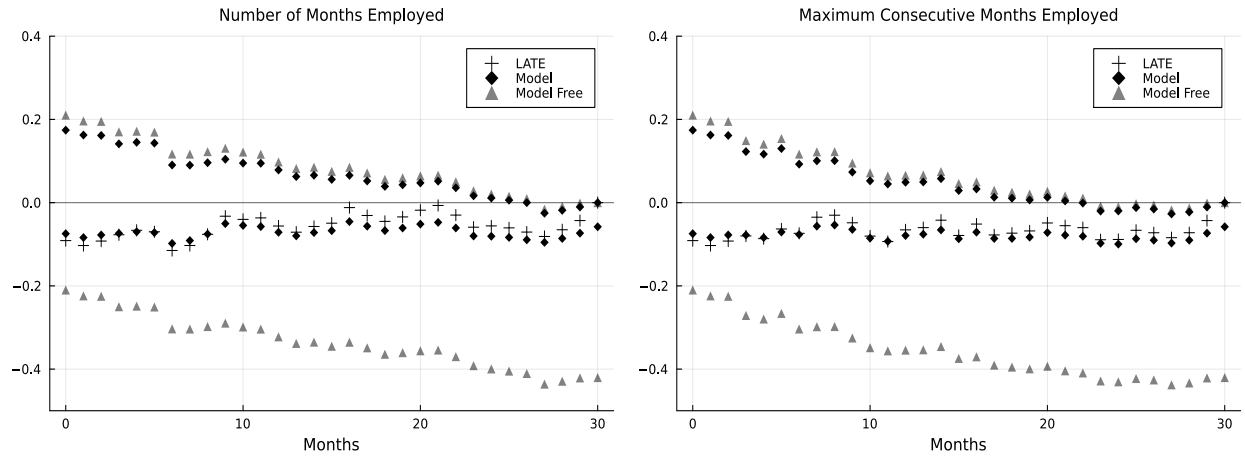 Number of Months Employed
0.4
0.2
0.0
−0.2
−0.4
LATE
Model
Model Free
0
10
20
30
Months
Maximum Consecutive Months Employed
0.4
0.2
0.0
−0.2
−0.4
LATE
Model
Model Free
0
10
20
30
Months